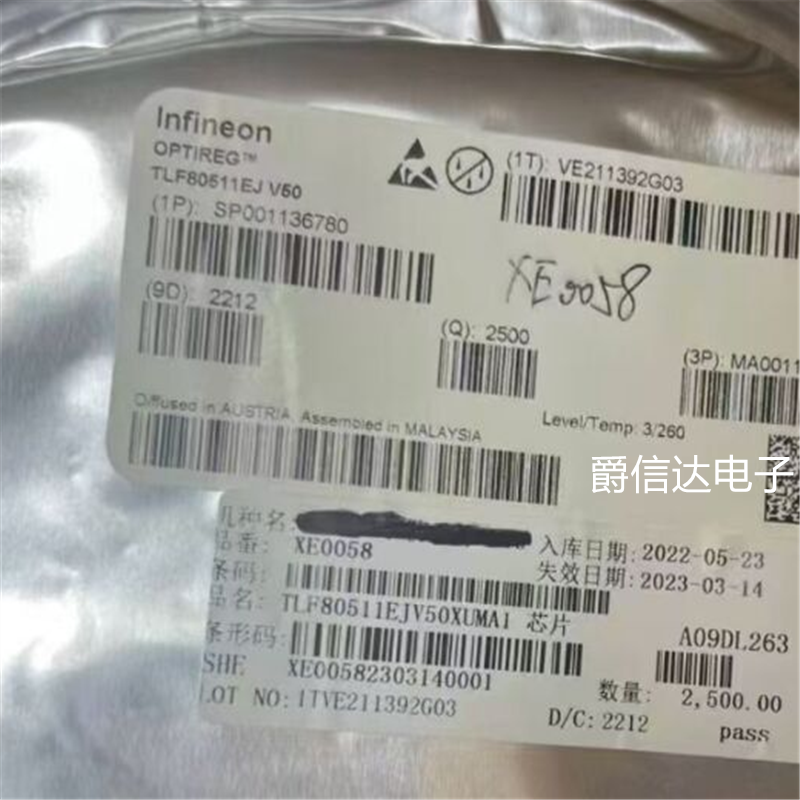 Infineon
OPTIREG™
TLF80511EJ V50
(1P): SP001136780
(1T): VE211392G03
XE0058
(9D): 2212
(Q): 2500
(3P): MA0011
Diffused in AUSTRIA Assembled in MALAYSIA
Level/Temp: 3/260
爵信达电子
机种名:
品番: XE0058
入库日期: 2022-05-23
条码:
失效日期: 2023-03-14
品名: TLF80511EJV50XUMA1 芯片
条形码:
A09DL263
SHE XE00582303140001
数量: 2,500.00
LOT NO: 1TVE211392G03
D/C: 2212
pass